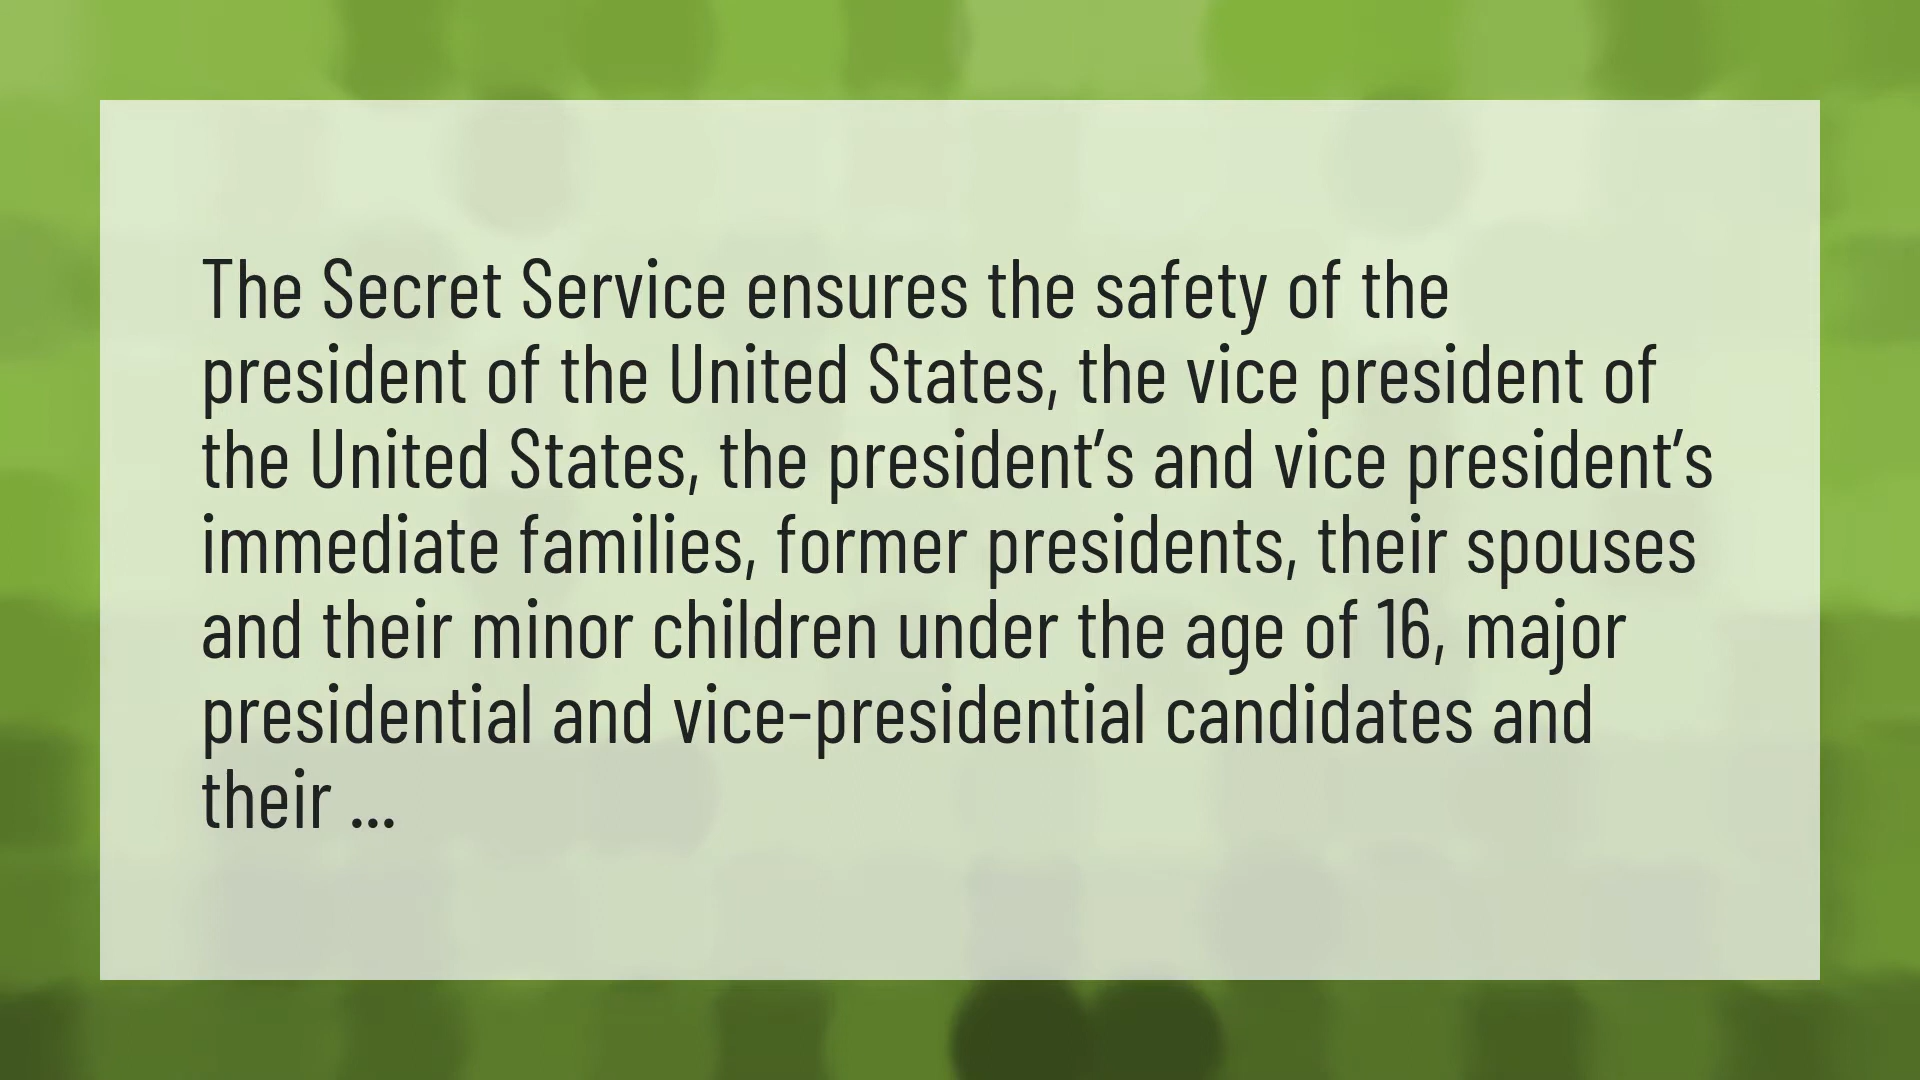 The Secret Service ensures the safety of the
president of the United States, the vice president of
the United States, the president’s and vice president’s
immediate families, former presidents, their spouses
and their minor children under the age of 16, major
presidential and vice-presidential candidates and
their ...